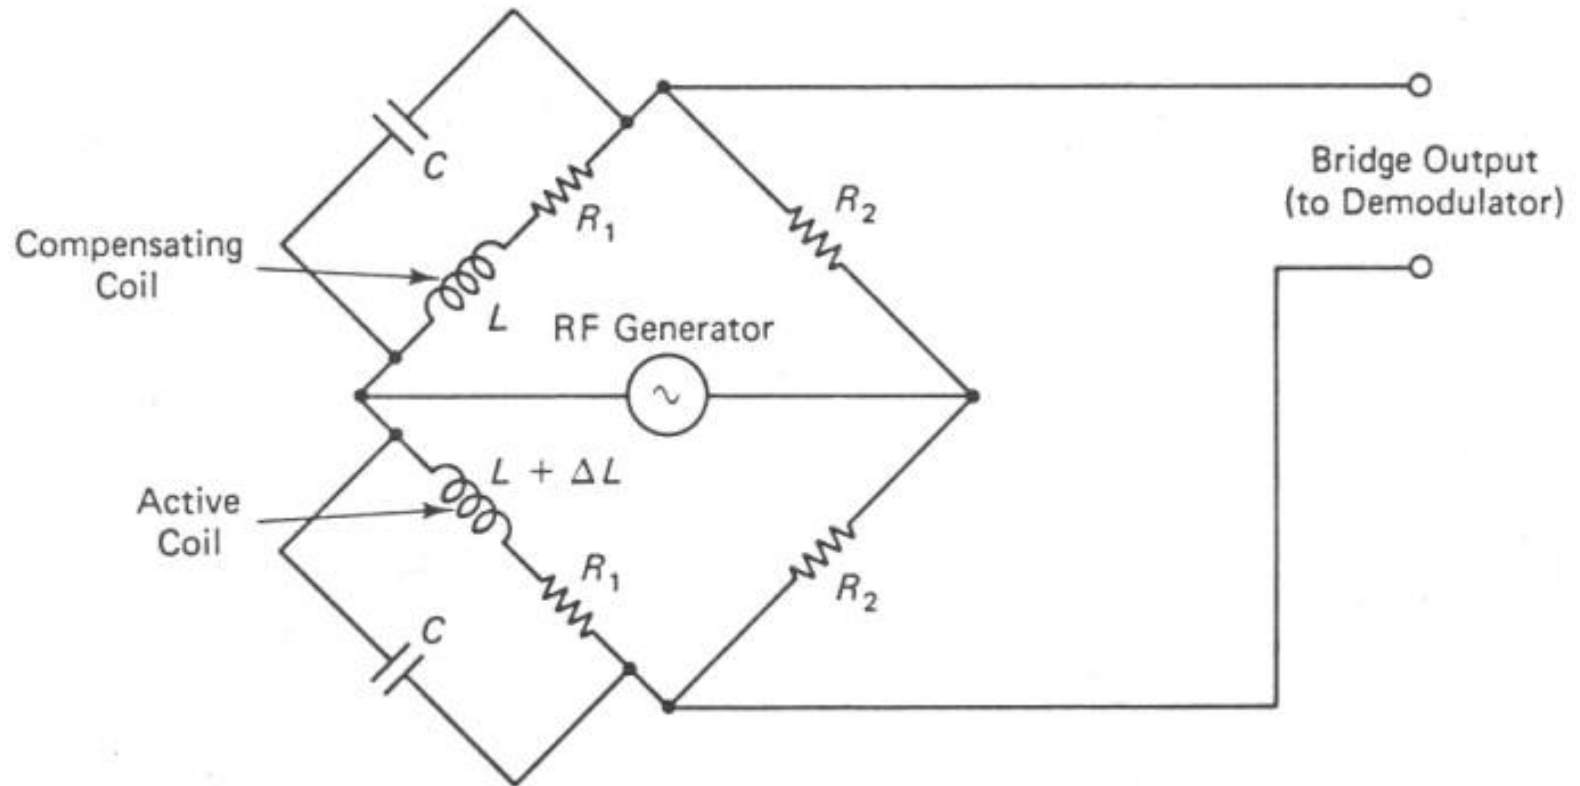 C
R₁
R₂
Bridge Output
(to Demodulator)
Compensating
Coil
L
RF Generator
L + ΔL
Active
Coil
R₁
R₂
C